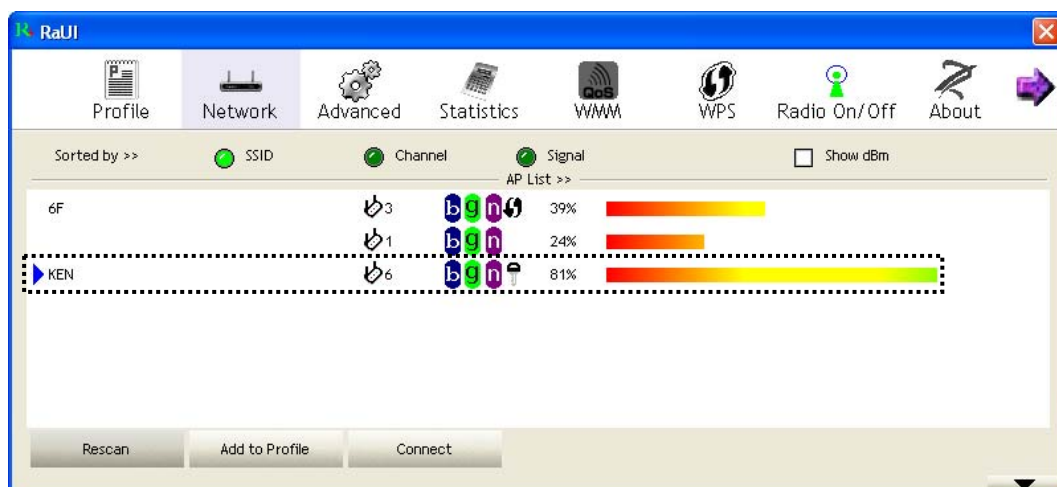 RaUI
Profile Network Advanced Statistics QoS WMM WPS Radio On/Off About
Sorted by >> SSID Channel Signal Show dBm
AP List >>
6F 3 b g n 39%
1 b g n 24%
KEN 6 b g n 81%
Rescan Add to Profile Connect